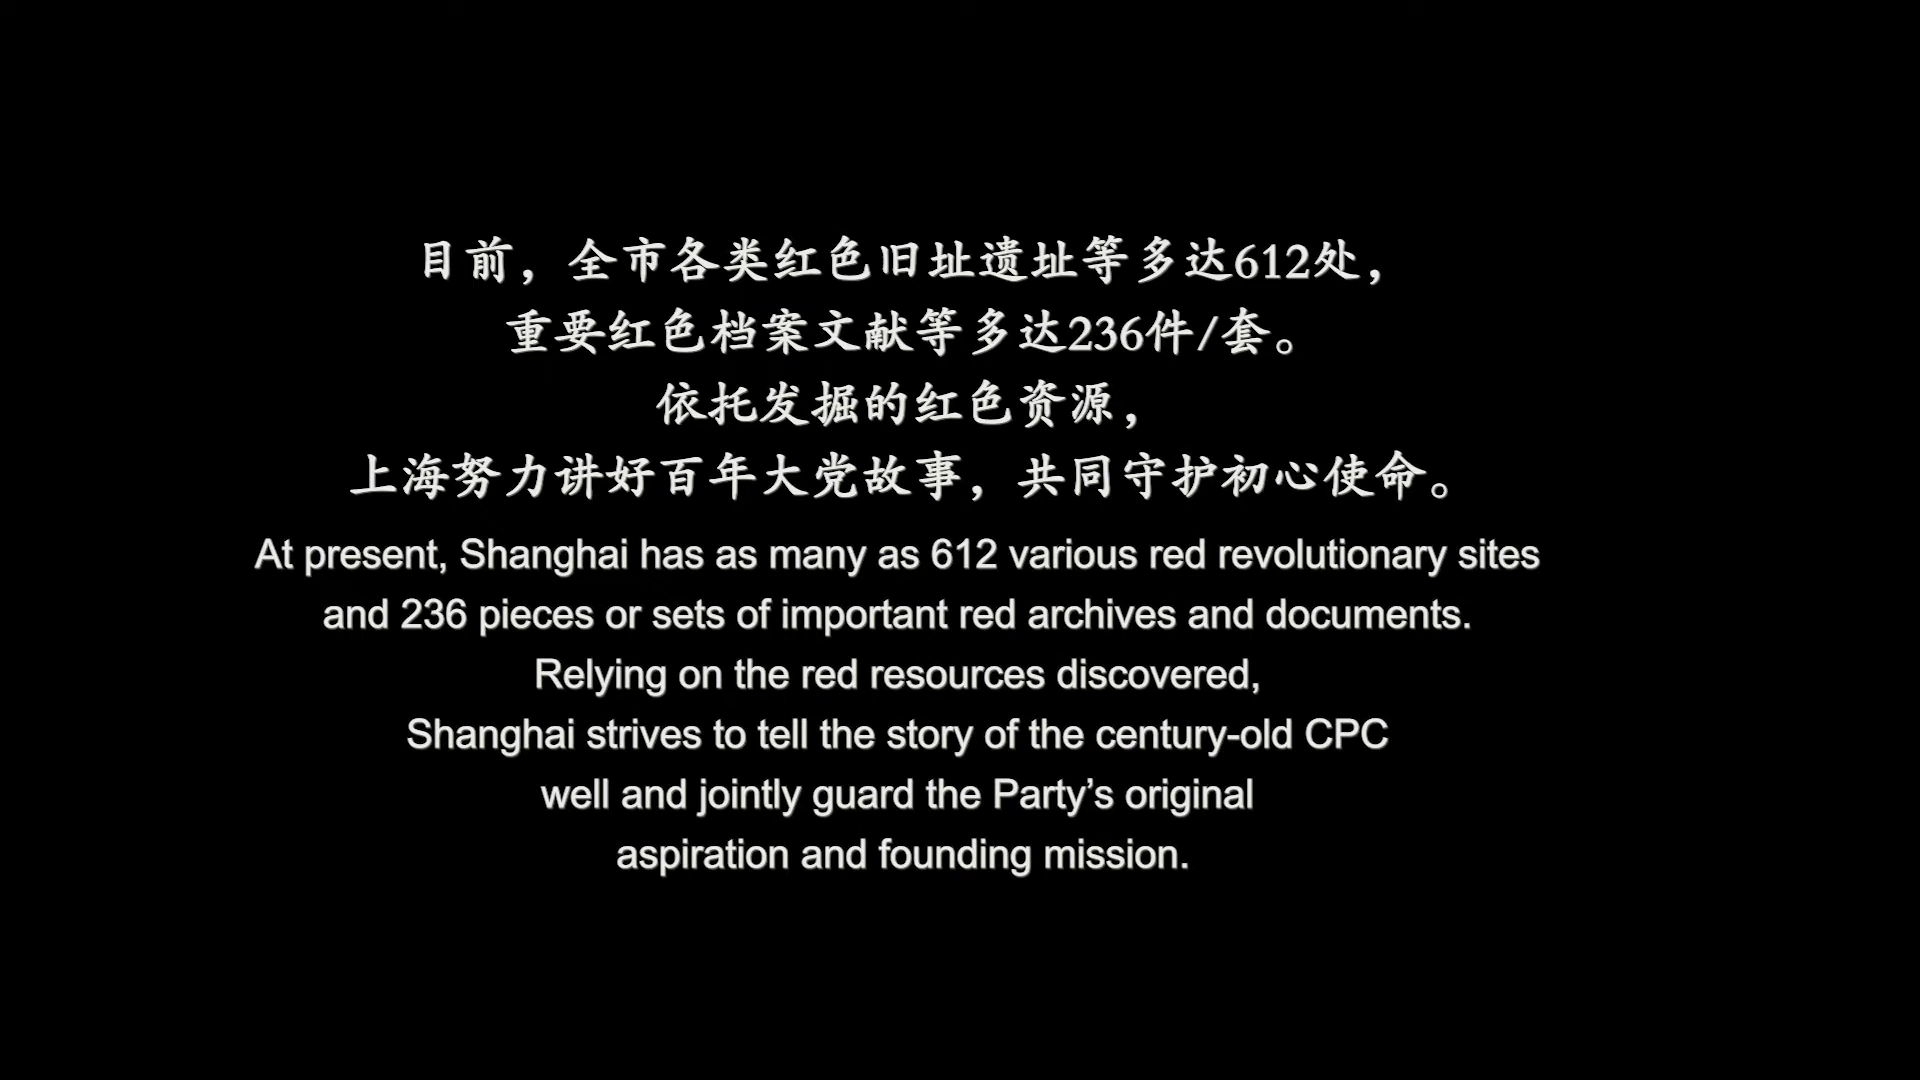 目前，全市各类红色旧址遗址等多达612处，
重要红色档案文献等多达236件/套。
依托发掘的红色资源，
上海努力讲好百年大党故事，共同守护初心使命。
At present, Shanghai has as many as 612 various red revolutionary sites
and 236 pieces or sets of important red archives and documents.
Relying on the red resources discovered,
Shanghai strives to tell the story of the century-old CPC
well and jointly guard the Party’s original
aspiration and founding mission.